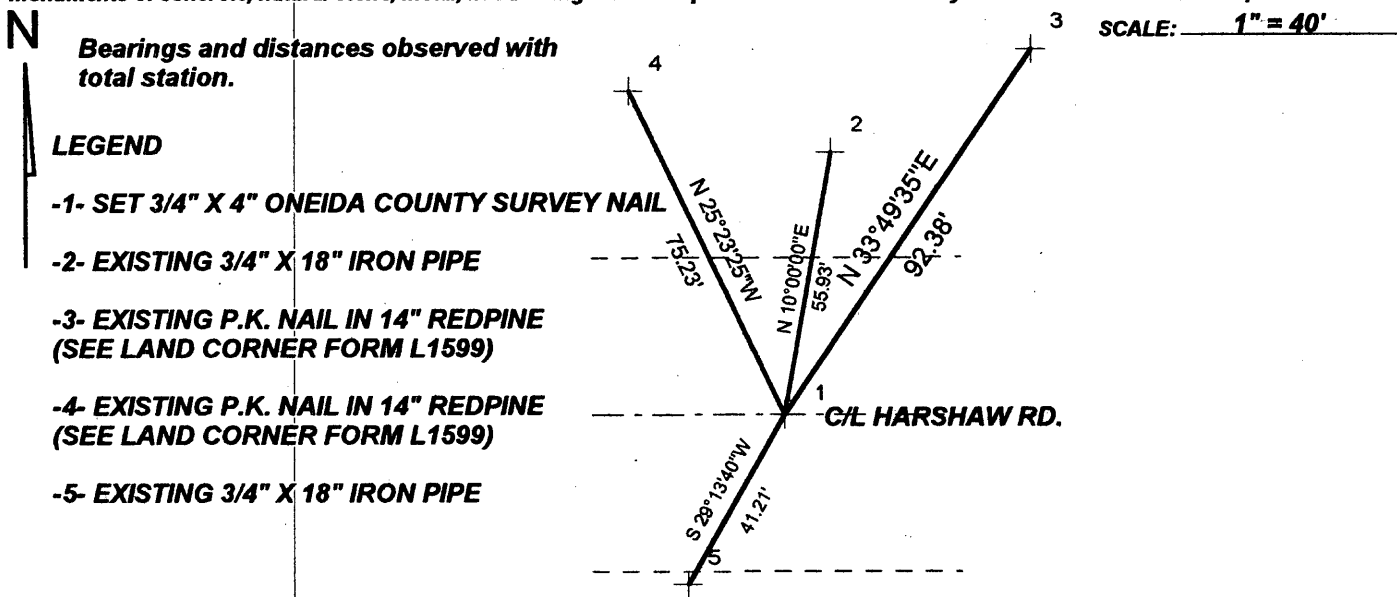 N
Bearings and distances observed with
total station.
SCALE: 1" = 40'
LEGEND
-1- SET 3/4" X 4" ONEIDA COUNTY SURVEY NAIL
-2- EXISTING 3/4" X 18" IRON PIPE
-3- EXISTING P.K. NAIL IN 14" REDPINE
(SEE LAND CORNER FORM L1599)
-4- EXISTING P.K. NAIL IN 14" REDPINE
(SEE LAND CORNER FORM L1599)
-5- EXISTING 3/4" X 18" IRON PIPE
3
4
2
N 25°23'25"W
75.23'
N 10°00'00"E
55.93'
N 33°49'35"E
92.38'
1
C/L HARSHAW RD.
S 29°13'40"W
41.21'
5